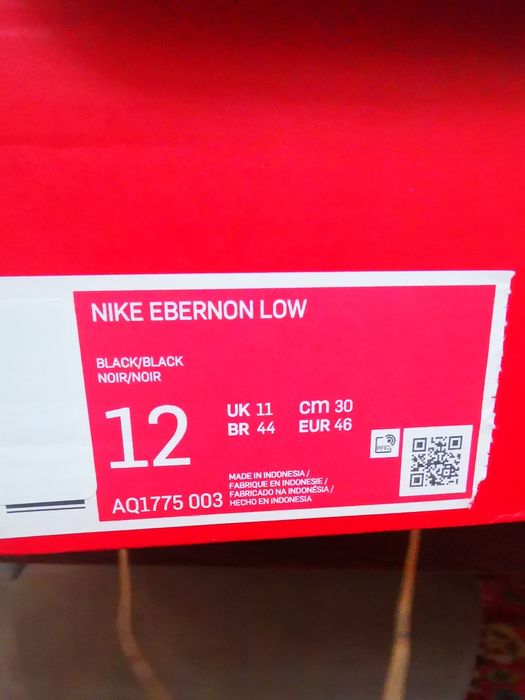 NIKE EBERNON LOW
BLACK/BLACK
NOIR/NOIR
12
UK 11 cm 30
BR 44 EUR 46
RFID
AQ1775 003
MADE IN INDONESIA /
FABRIQUE EN INDONESIE /
FABRICADO NA INDONÉSIA /
HECHO EN INDONESIA